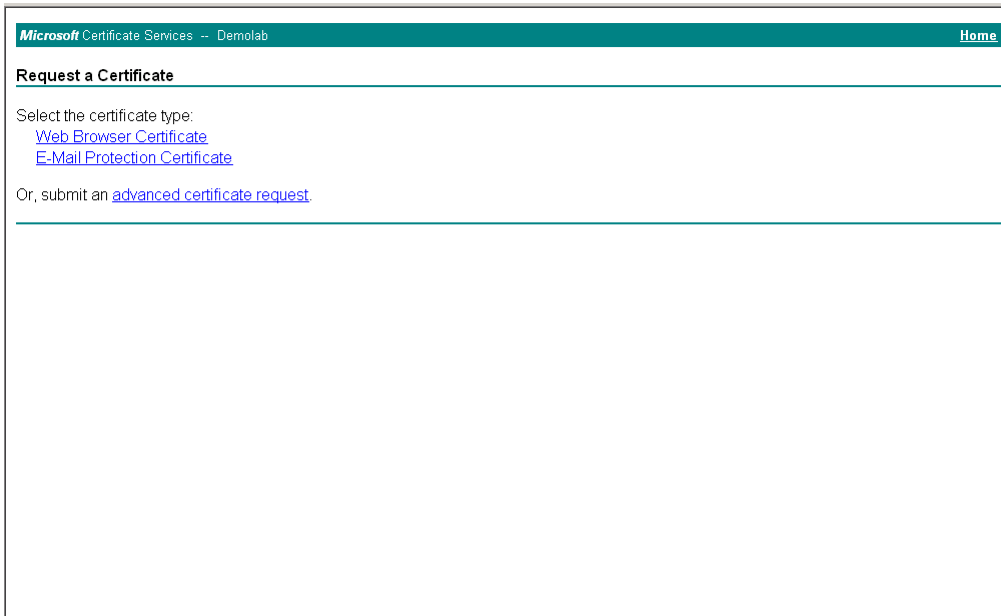 Microsoft Certificate Services -- Demolab Home
Request a Certificate
Select the certificate type:
Web Browser Certificate
E-Mail Protection Certificate
Or, submit an advanced certificate request.